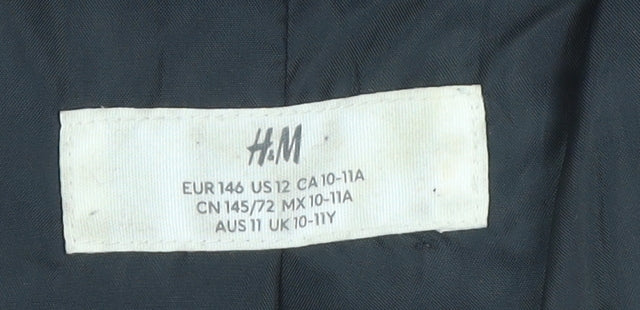 H&M
EUR 146 US 12 CA 10-11A
CN 145/72 MX 10-11A
AUS 11 UK 10-11Y